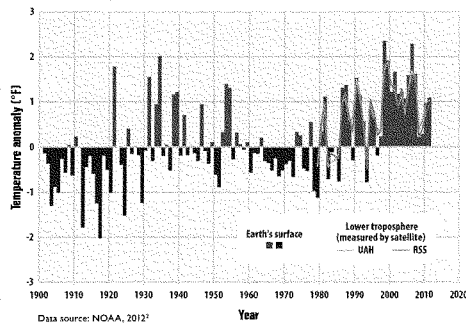 Temperature anomaly (°F)
3
2
1
0
-1
-2
-3
Earth's surface
Lower troposphere
(measured by satellite)
UAH
RSS
1900 1910 1920 1930 1940 1950 1960 1970 1980 1990 2000 2010 2020
Year
Data source: NOAA, 2012²